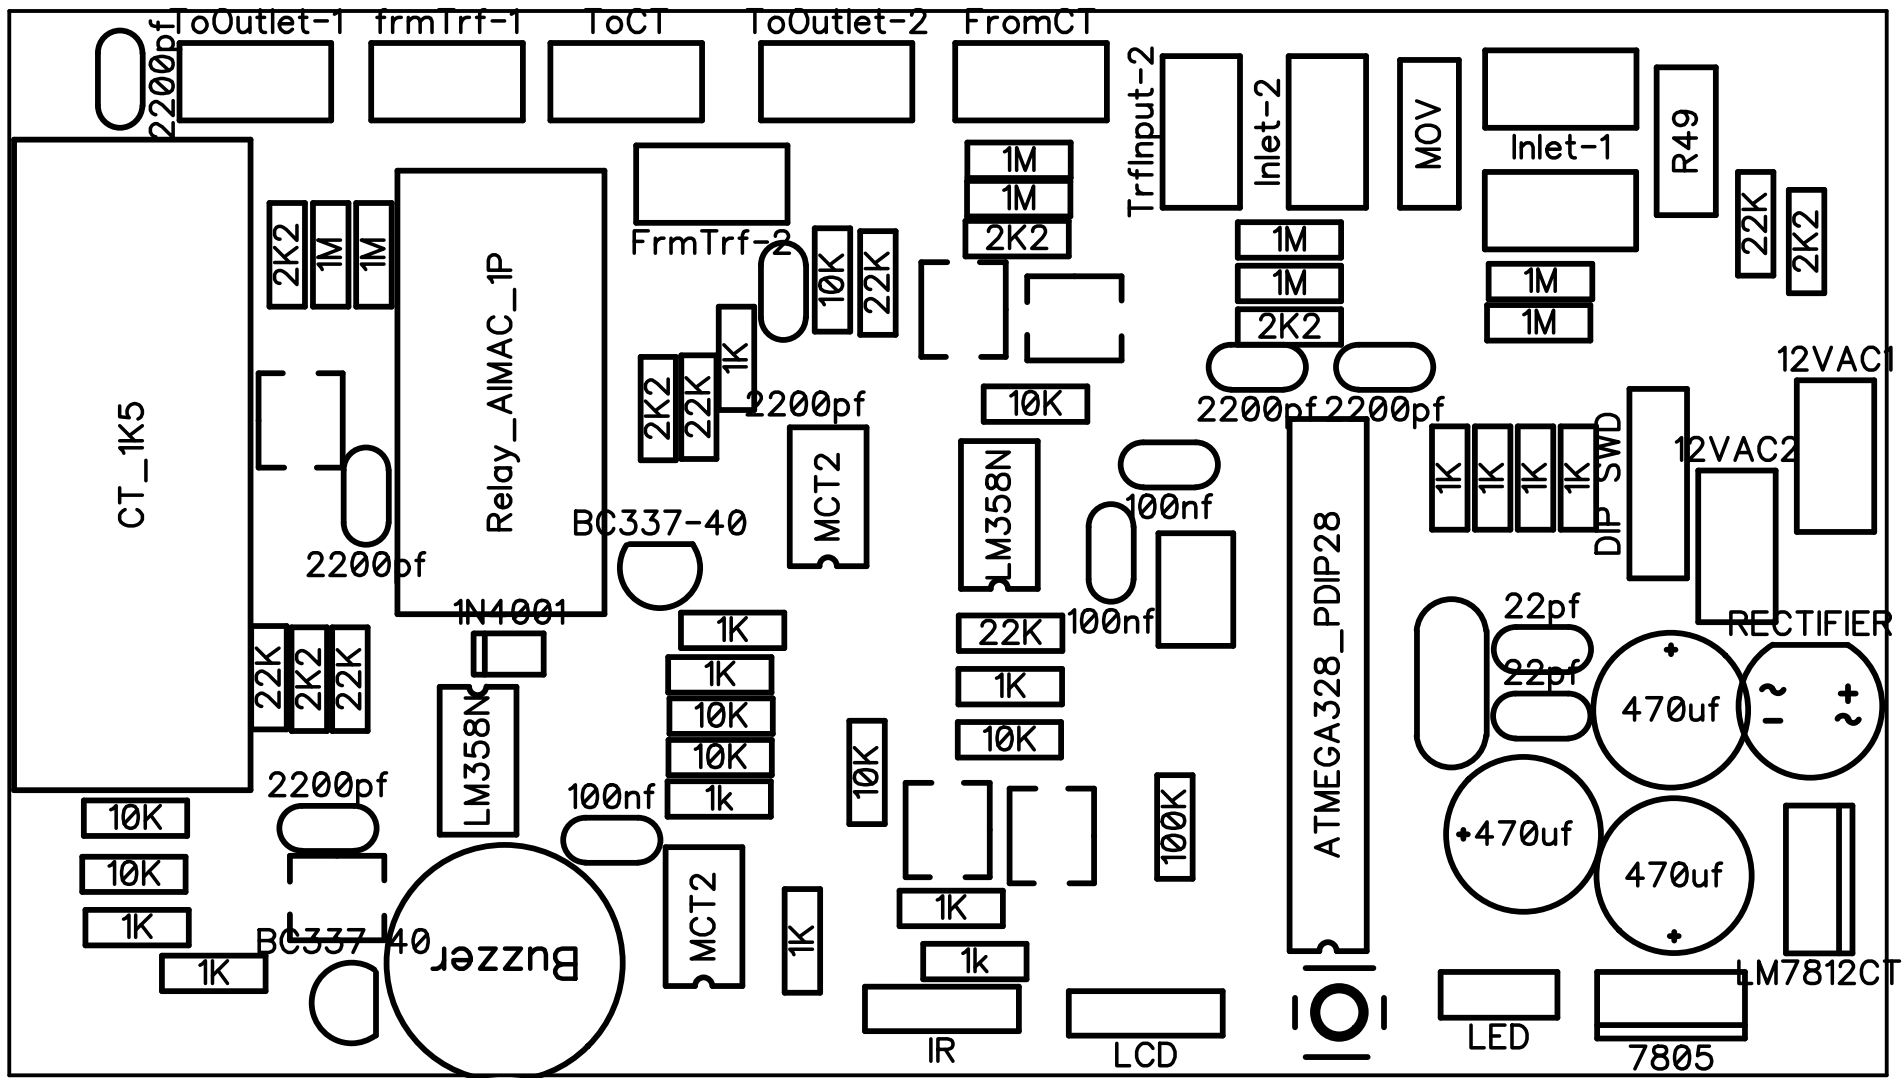 ToOutlet-1
frmTrf-1
ToCT
ToOutlet-2
FromCT
2200pf
TrfInput-2
Inlet-2
MOV
Inlet-1
R49
1M
1M
2K2
22K
2K2
2K2
1M
1M
FrmTrf-2
10K
22K
1M
1M
2K2
1M
1M
Relay_AIMAC_1P
1K
2K2
22K
2200pf
10K
2200pf
2200pf
12VAC1
CT_1K5
MCT2
LM358N
100nf
1K
1K
1K
1K
DIP SWD
12VAC2
BC337-40
2200pf
ATMEGA328_PDIP28
1N4001
1K
22K
100nf
22pf
RECTIFIER
22K
2K2
22K
1K
1K
22pf
LM358N
10K
10K
470uf
~ +
- ~
+
10K
1k
10K
2200pf
100nf
100K
10K
+470uf
10K
470uf
+
1K
BC337-40
Buzzer
MCT2
1K
1K
1K
1k
LM7812CT
IR
LCD
LED
7805